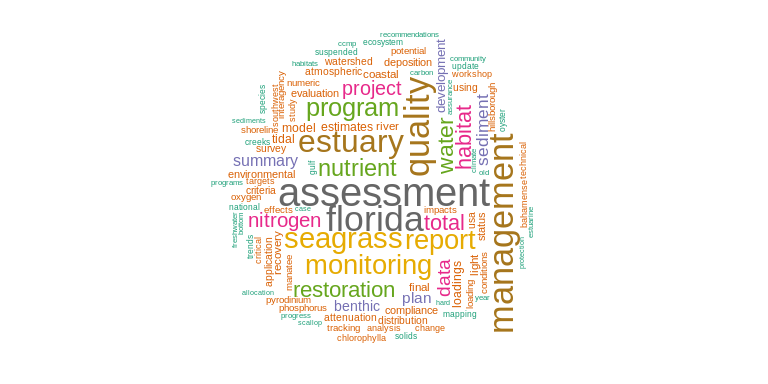 recommendations
ccmp
ecosystem
suspended
potential
community
habitats
watershed
deposition
update
atmospheric
coastal
carbon
workshop
numeric
project
development
using
species
southwest
interagency
evaluation
program
quality
assurance
hillsborough
study
oyster
sediments
shoreline
model
estimates
river
water
habitat
sediment
creeks
tidal
estuary
survey
summary
gulf
nutrient
climate
old
technical
environmental
programs
targets
criteria
assessment
management
bahamense
estuarine
oxygen
national
effects
case
florida
impacts
total
usa
status
nitrogen
freshwater
bottom
trends
critical
seagrass
report
application
recovery
manatee
monitoring
data
loadings
light
conditions
protection
allocation
restoration
final
plan
hard
loading
year
pyrodinium
phosphorus
benthic
compliance
mapping
progress
scallop
attenuation
distribution
tracking
analysis
change
chlorophylla
solids